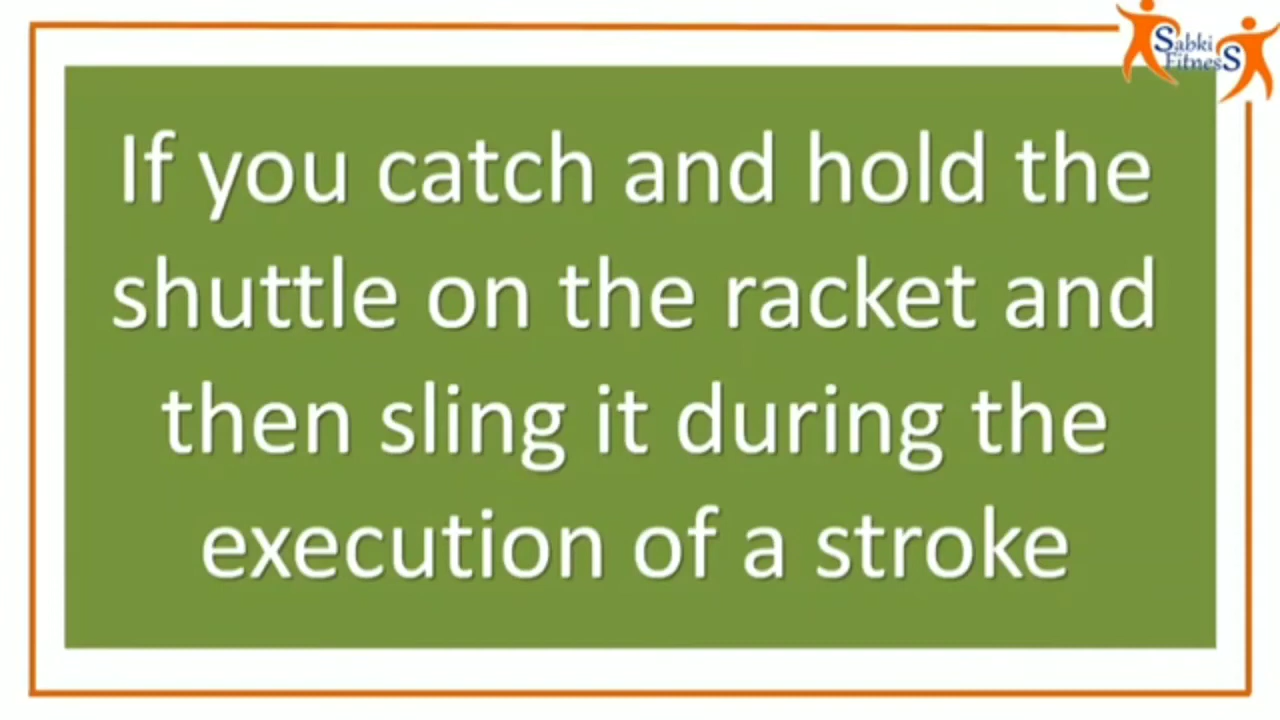 Sabki
FitnesS
If you catch and hold the
shuttle on the racket and
then sling it during the
execution of a stroke